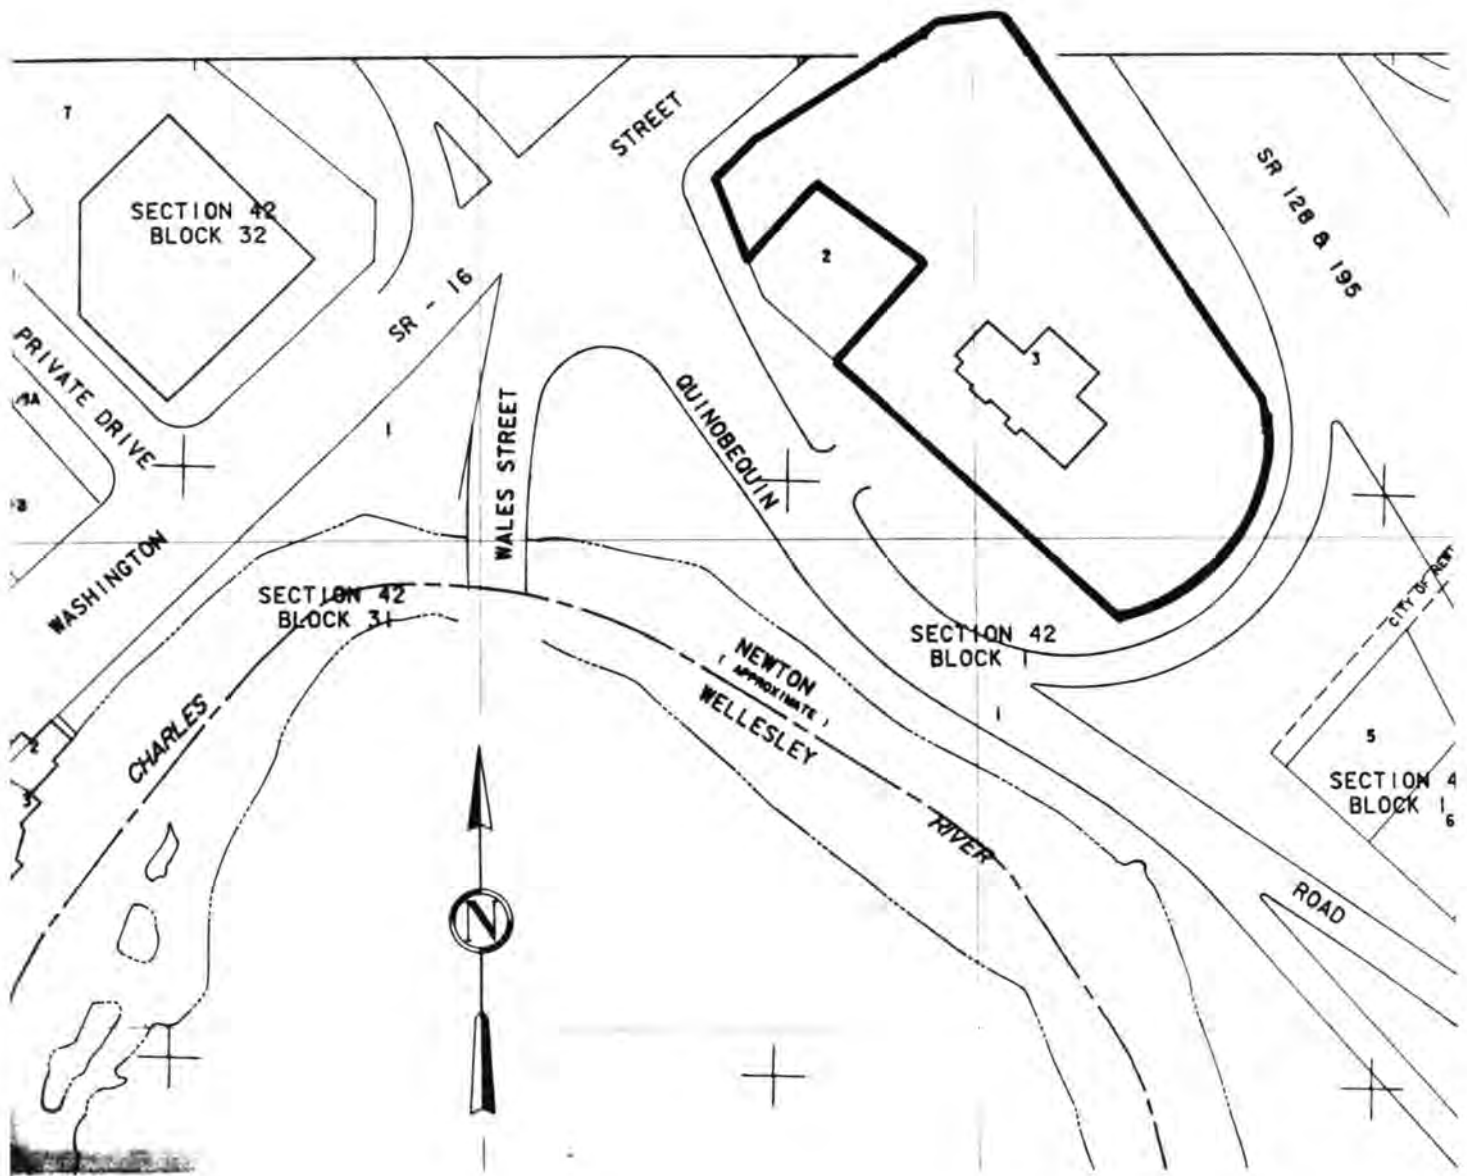 7
STREET
SECTION 42
BLOCK 32
SR 128 & 195
2
SR - 16
3
PRIVATE DRIVE
QUINOBEQUIN
WALES STREET
1
WASHINGTON
CITY OF
SECTION 42
BLOCK 31
SECTION 42
BLOCK 1
NEWTON
( APPROXIMATE )
WELLESLEY
CHARLES
1
2
5
3
SECTION 4
BLOCK 1
6
RIVER
ROAD
N